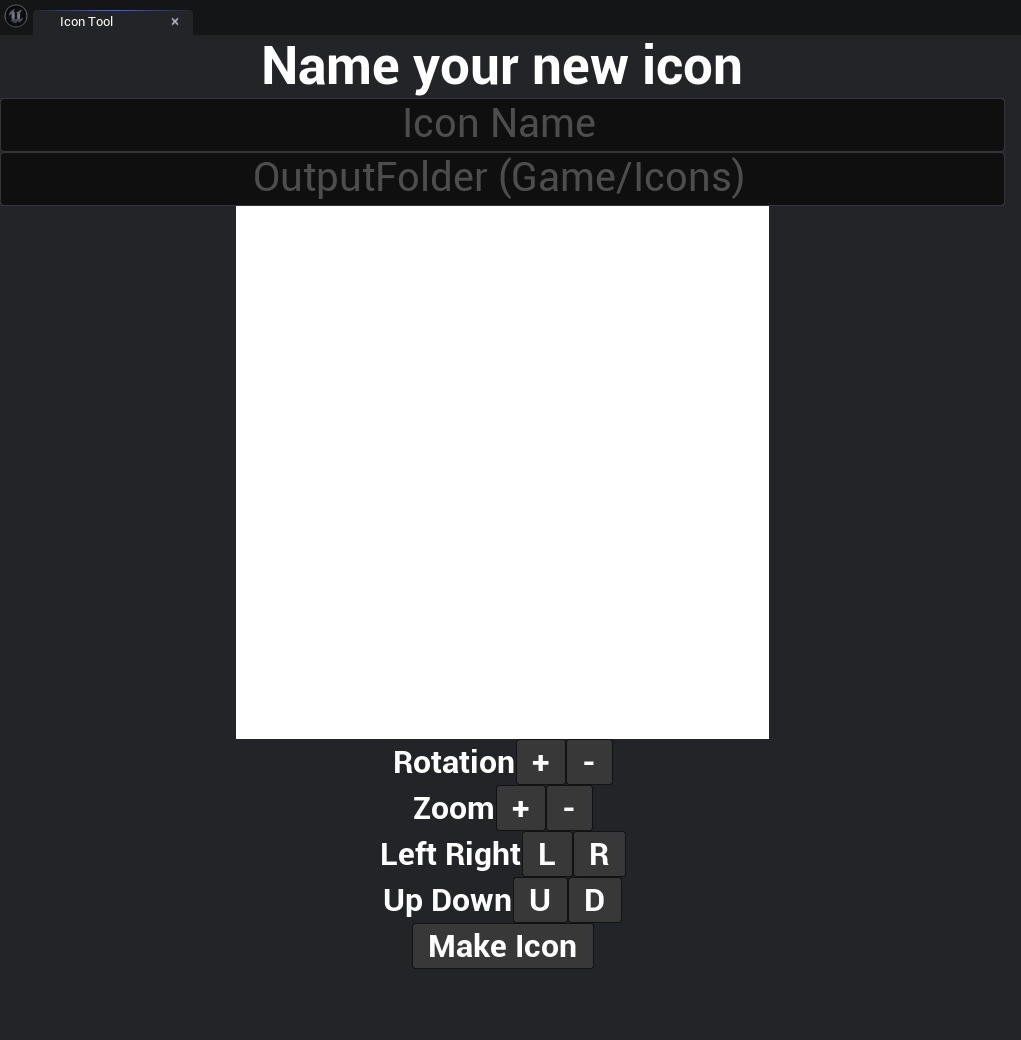 Icon Tool
Name your new icon
Icon Name
OutputFolder (Game/Icons)
Rotation + -
Zoom + -
Left Right L R
Up Down U D
Make Icon